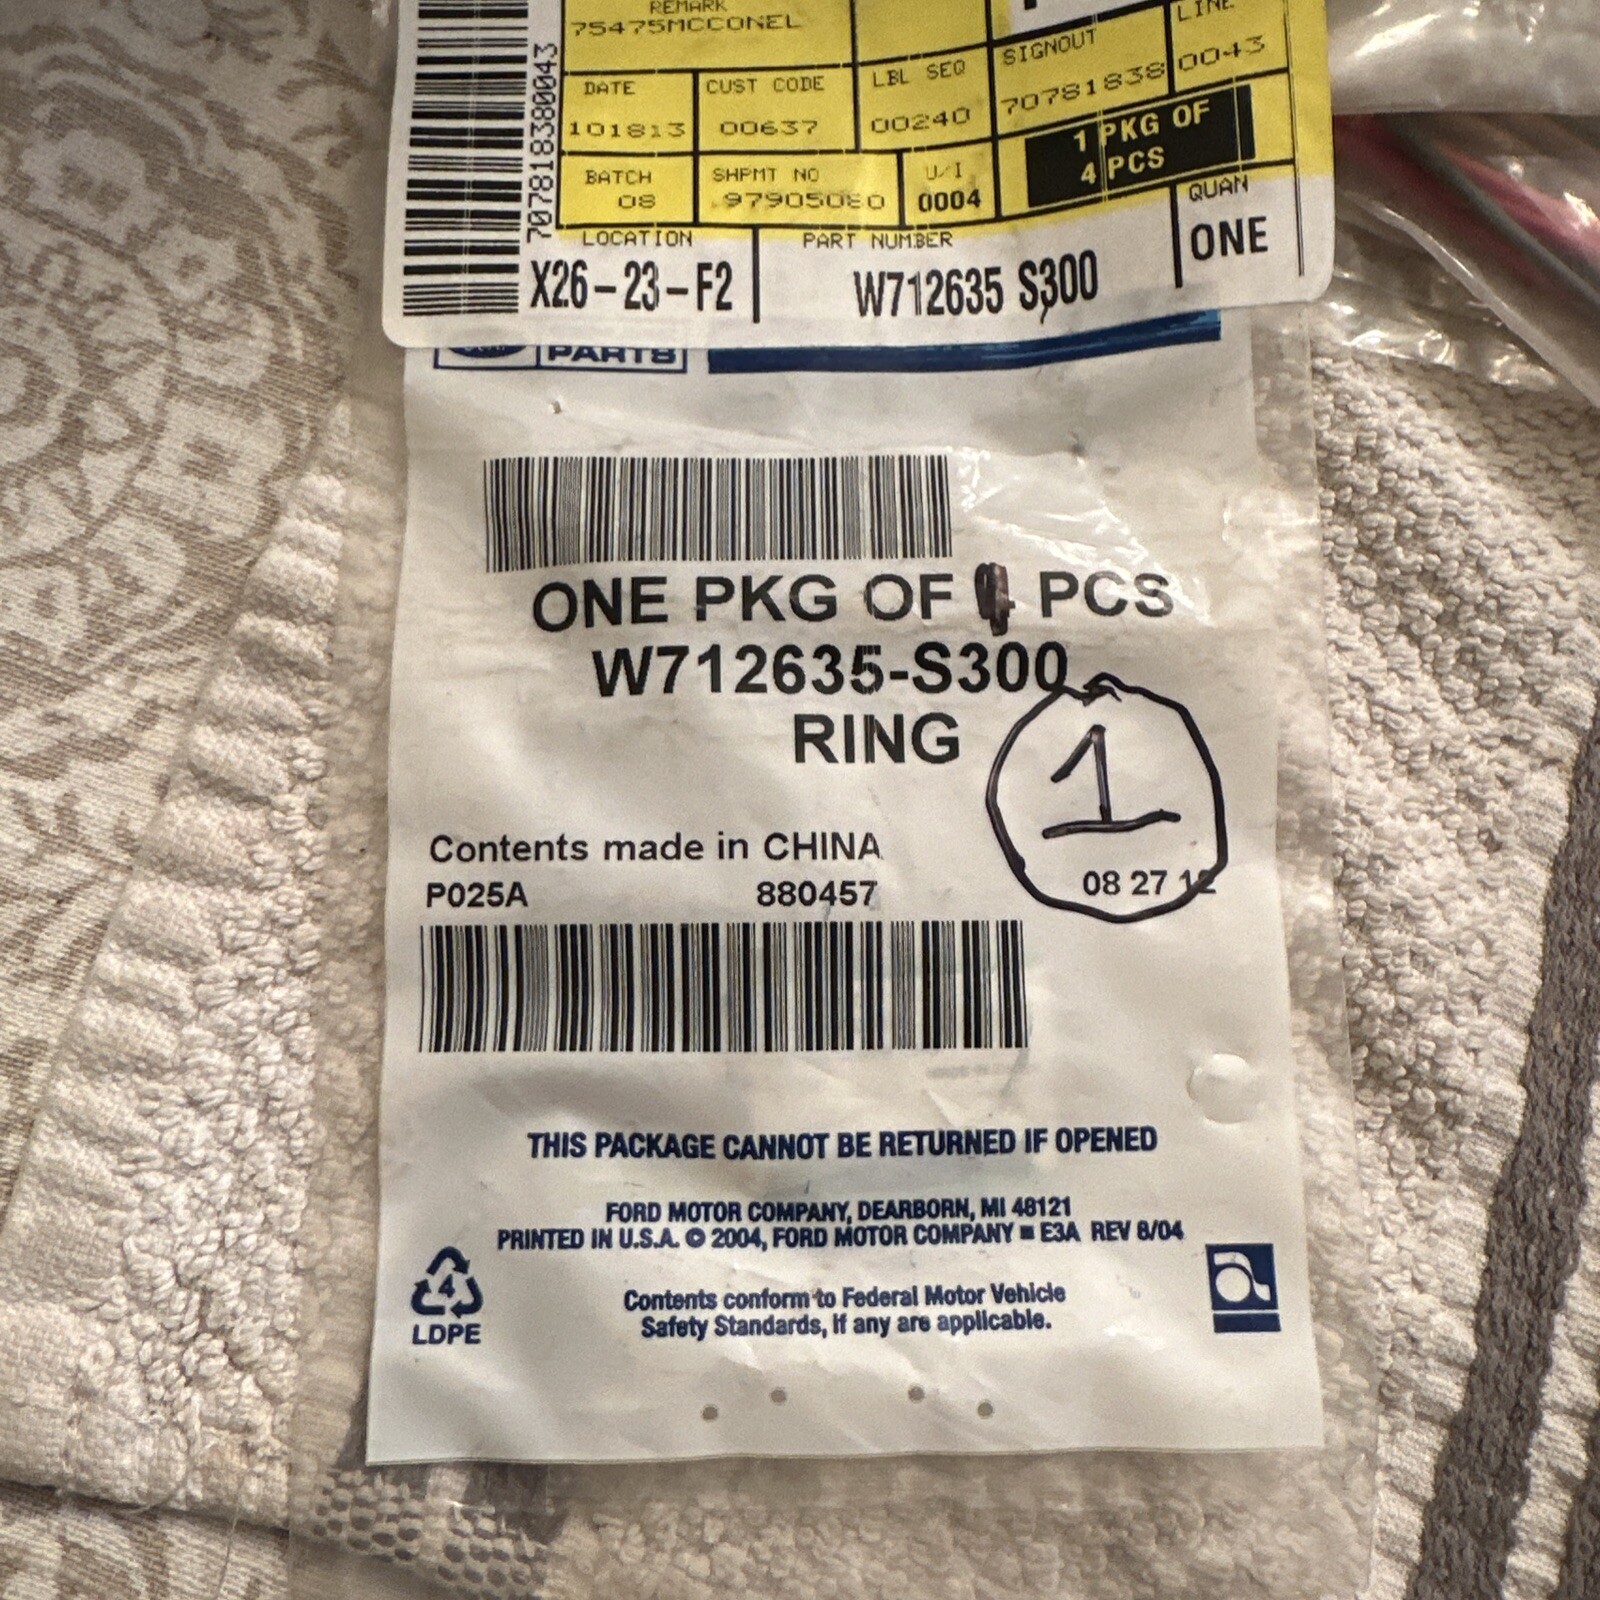 REMARK
75475MCCONEL
LINE
DATE
CUST CODE
LBL SEQ
SIGNOUT
101813
00637
00240
70781838
0043
1 PKG OF
4 PCS
BATCH
SHPMT NO
U/I
08
97905080
0004
QUAN
ONE
707818380043
LOCATION
PART NUMBER
X26-23-F2
W712635 S300
PARTS
ONE PKG OF 4 PCS
W712635-S300
RING
1
Contents made in CHINA
P025A 880457 08 27 12
THIS PACKAGE CANNOT BE RETURNED IF OPENED
FORD MOTOR COMPANY, DEARBORN, MI 48121
PRINTED IN U.S.A. © 2004, FORD MOTOR COMPANY ■ E3A REV 8/04
4
LDPE
Contents conform to Federal Motor Vehicle
Safety Standards, if any are applicable.